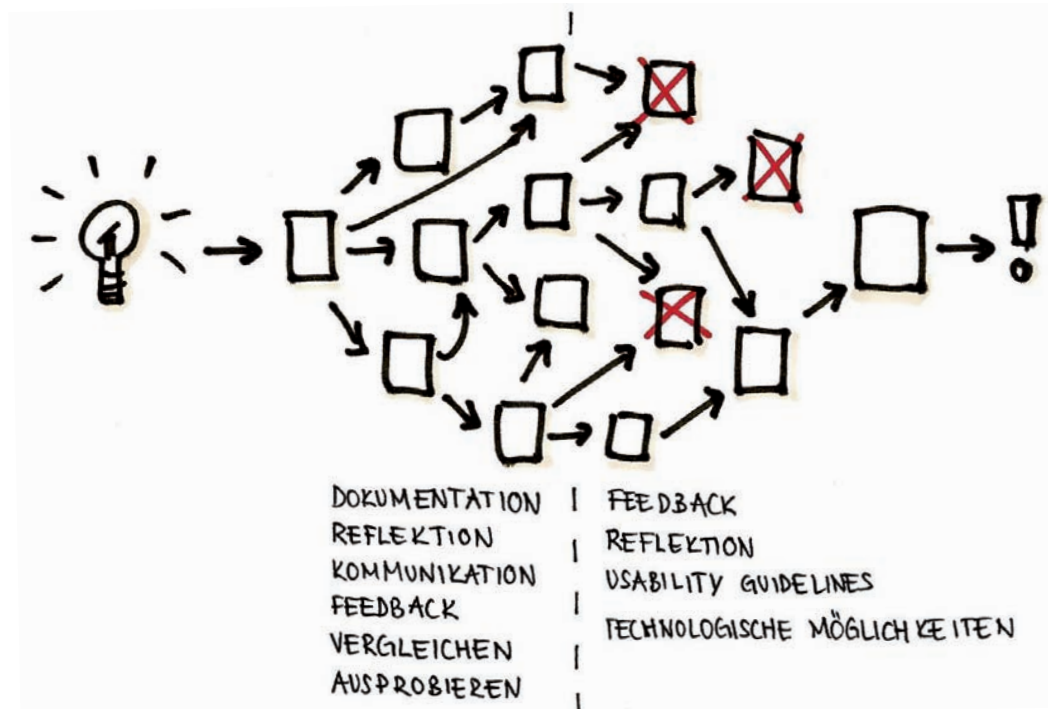 DOKUMENTATION
REFLEKTION
KOMMUNIKATION
FEEDBACK
VERGLEICHEN
AUSPROBIEREN
FEEDBACK
REFLEKTION
USABILITY GUIDELINES
TECHNOLOGISCHE MÖGLICHKEITEN
!